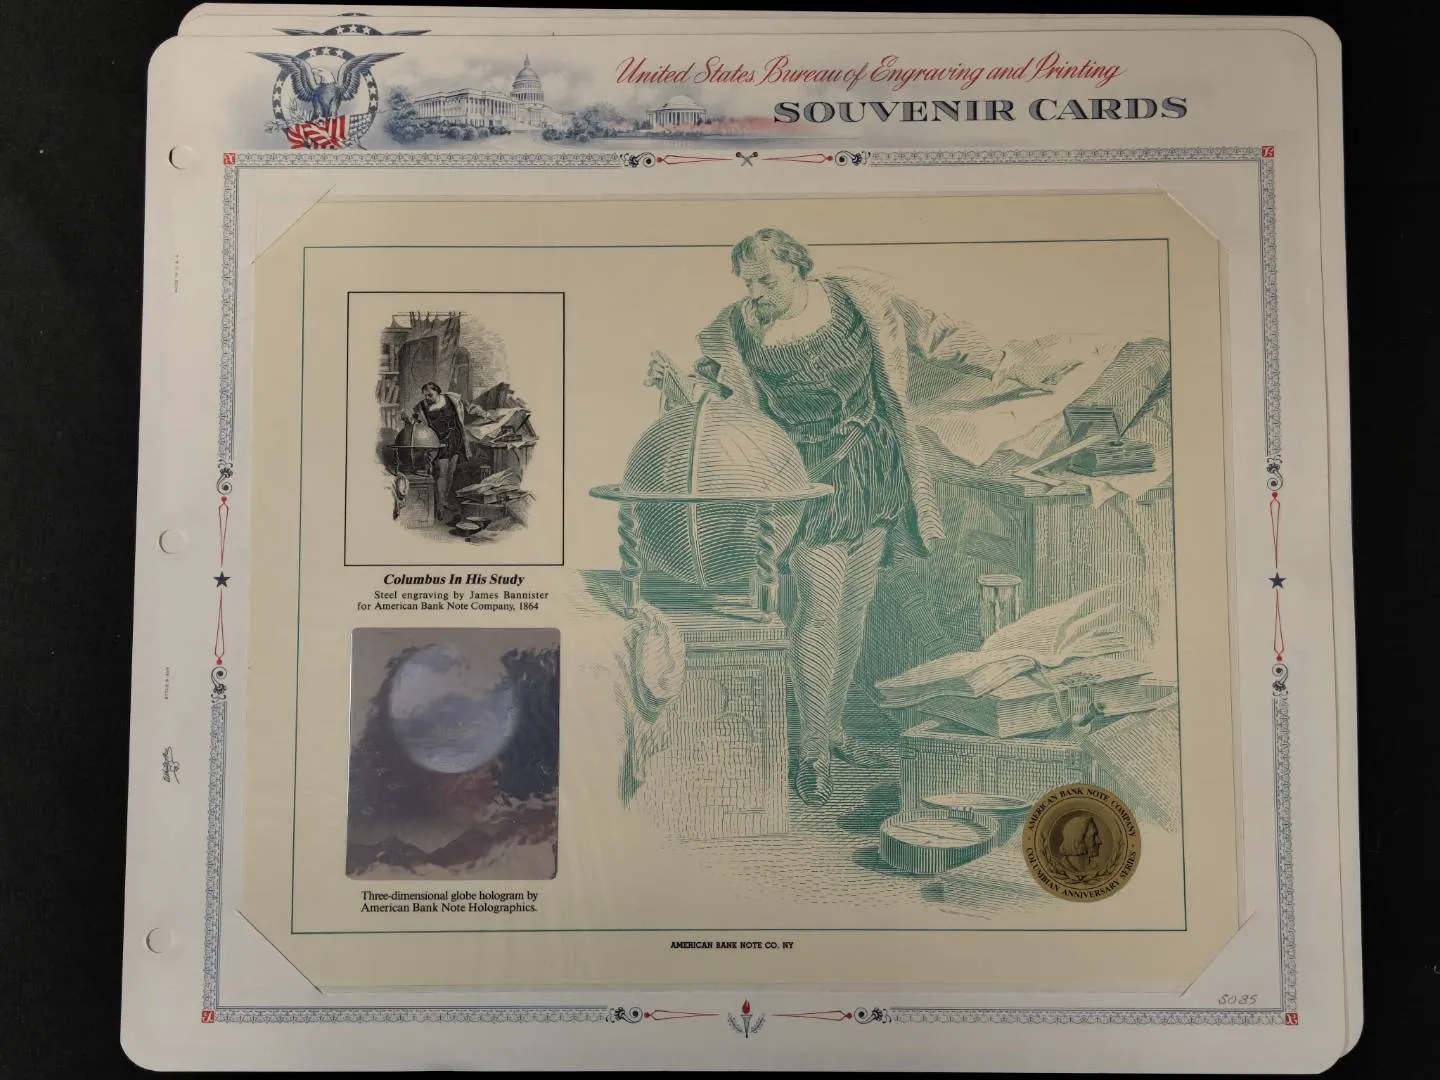 United States Bureau of Engraving and Printing
SOUVENIR CARDS
Columbus In His Study
Steel engraving by James Bannister
for American Bank Note Company, 1864
Three-dimensional globe hologram by
American Bank Note Holographics.
AMERICAN BANK NOTE COMPANY
COLUMBIAN ANNIVERSARY SERIES
AMERICAN BANK NOTE CO. NY
SO85